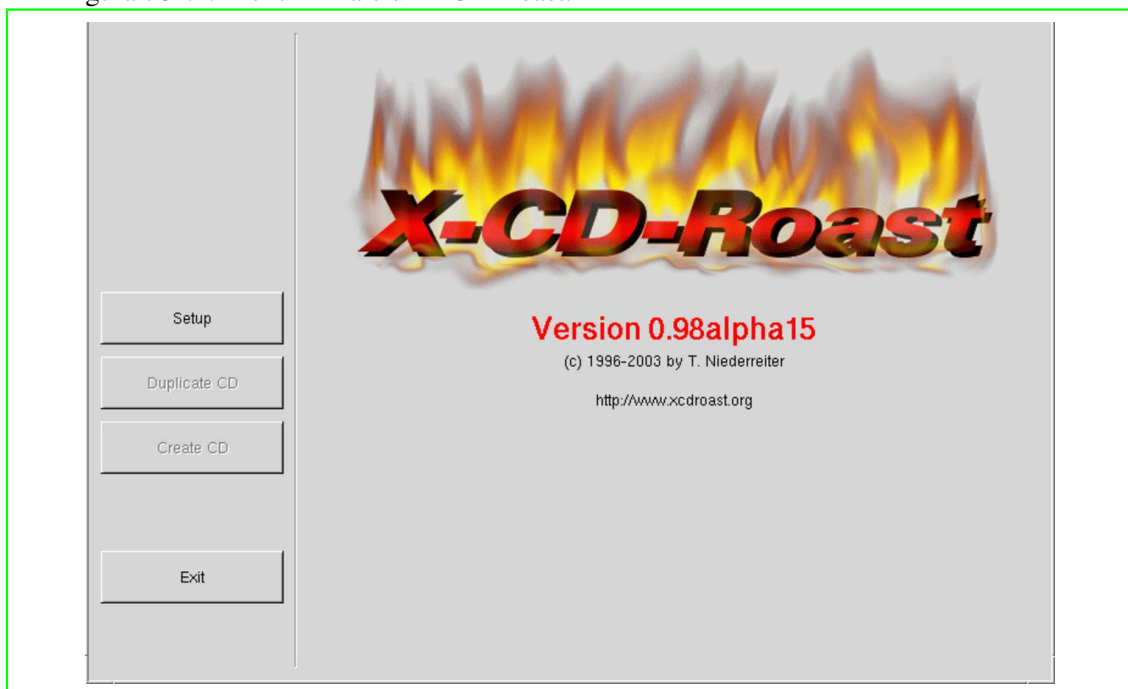 X-CD-Roast
Setup
Version 0.98alpha15
(c) 1996-2003 by T. Niederreiter
Duplicate CD
http://www.xcdroast.org
Create CD
Exit